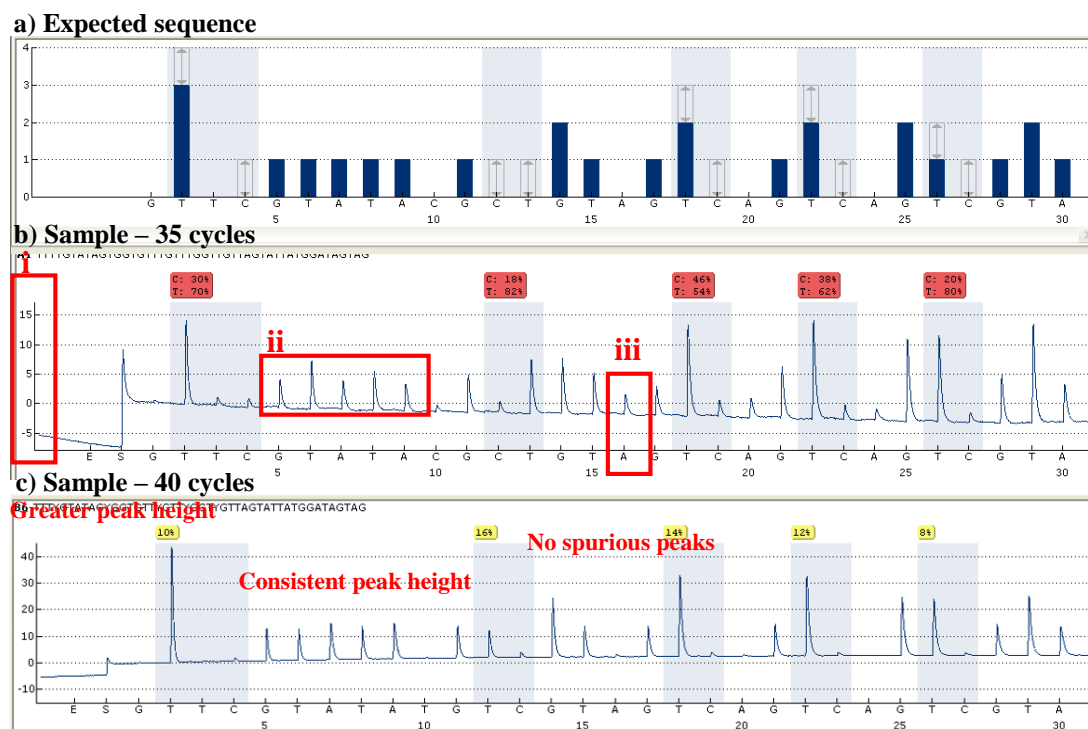 a) Expected sequence
4
3
2
1
0
G T T C G T A T A C G C T G T A G T C A G T C A G T C G T A
5 10 15 20 25 30
b) Sample – 35 cycles
i
C: 30%
T: 70%
C: 18%
T: 82%
C: 46%
T: 54%
C: 38%
T: 62%
C: 20%
T: 80%
15
10
5
0
-5
ii
iii
E S G T T C G T A T A C G C T G T A G T C A G T C A G T C G T A
5 10 15 20 25 30
c) Sample – 40 cycles
B6 TTTYGTATAGYGGTGTTYGTTYGGTYGTTAGTATTATGGATAGTAG
Greater peak height
10%
16%
14%
12%
8%
No spurious peaks
Consistent peak height
40
30
20
10
0
-10
E S G T T C G T A T A T G T C G T A G T C A G T C A G T C G T A
5 10 15 20 25 30